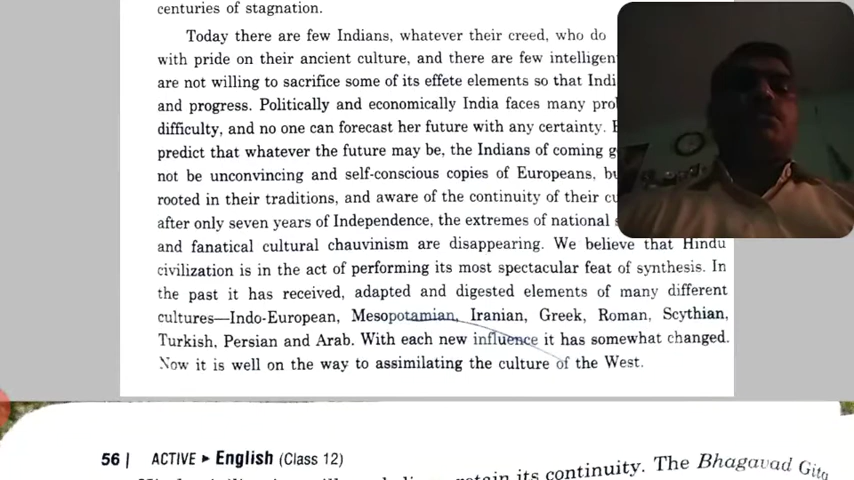 centuries of stagnation.
Today there are few Indians, whatever their creed, who do
with pride on their ancient culture, and there are few
are not willing to sacrifice some of its effete elements so that
and progress. Politically and economically India faces many
difficulty, and no one can forecast her future with any certainty.
predict that whatever the future may be, the Indians of coming
not be unconvincing and self-conscious copies of Europeans,
rooted in their traditions, and aware of the continuity of their
after only seven years of Independence, the extremes of national
and fanatical cultural chauvinism are disappearing. We believe that Hindu
civilization is in the act of performing its most spectacular feat of synthesis. In
the past it has received, adapted and digested elements of many different
cultures—Indo-European, Mesopotamian, Iranian, Greek, Roman, Scythian,
Turkish, Persian and Arab. With each new influence it has somewhat changed.
Now it is well on the way to assimilating the culture of the West.
56 | ACTIVE ▸ English (Class 12)
retain its continuity. The Bhagavad Gita